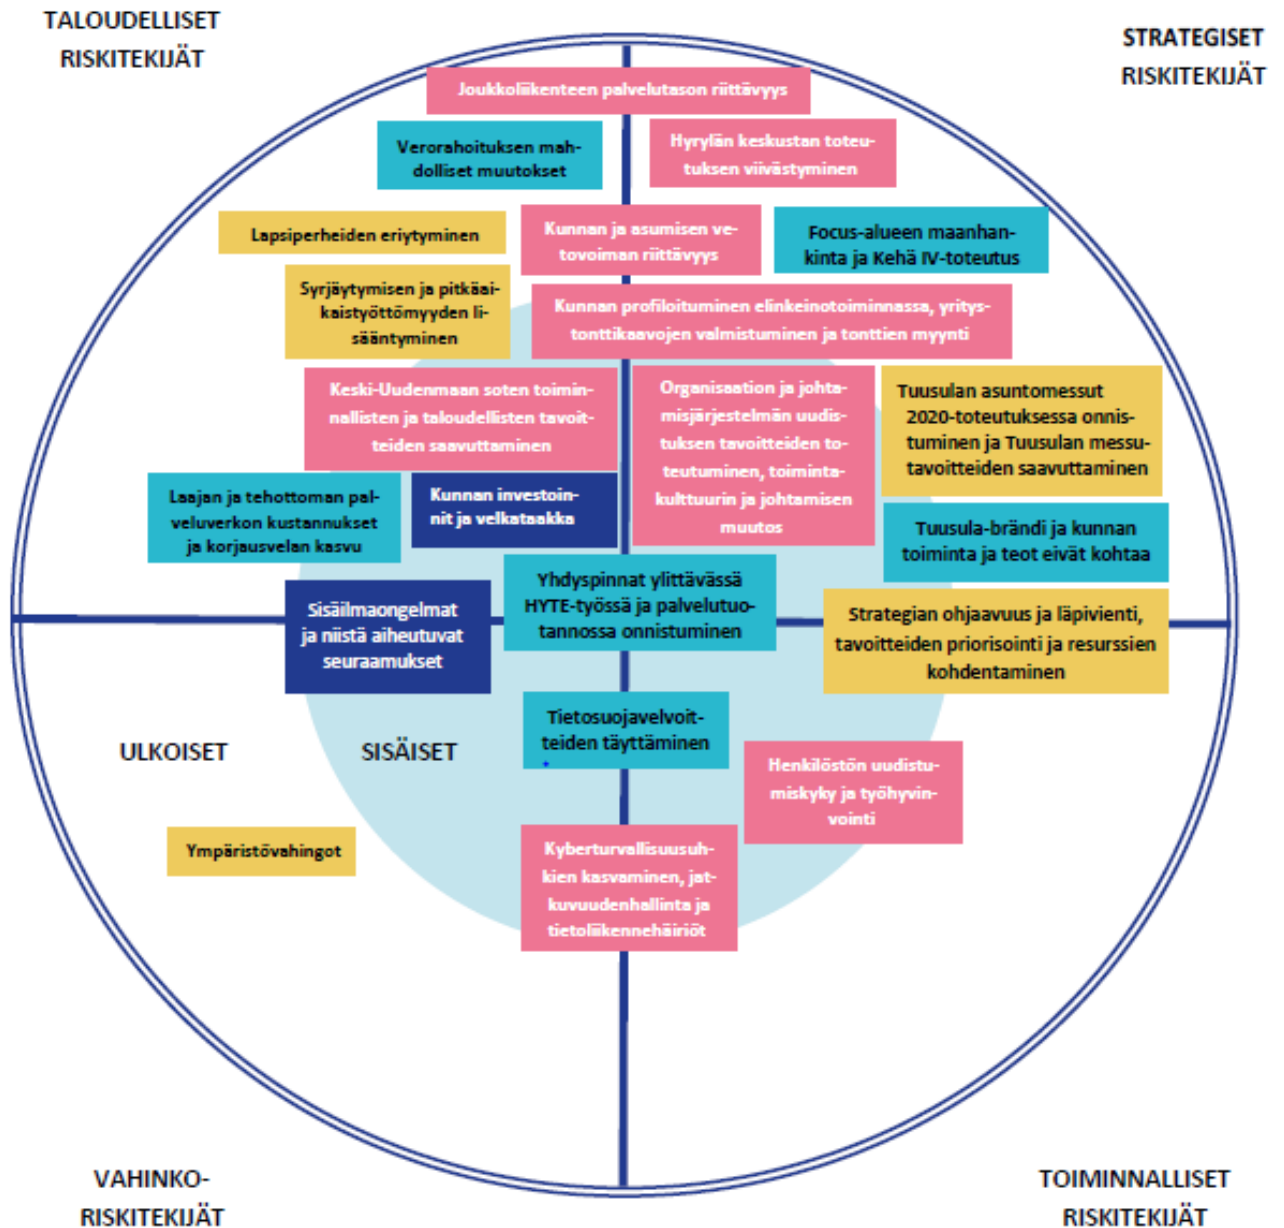 TALOUDELLISET
RISKITEKIJÄT
STRATEGISET
RISKITEKIJÄT
Joukkoliikenteen palvelutason riittävyys
Verorahoituksen mah-
dolliset muutokset
Hyrylän keskustan toteu-
tuksen viivästyminen
Lapsiperheiden eriytyminen
Kunnan ja asumisen ve-
tovoiman riittävyys
Focus-alueen maanhan-
kinta ja Kehä IV-toteutus
Syrjäytymisen ja pitkäai-
kaistyöttömyyden li-
sääntyminen
Kunnan profiloituminen elinkeinotoiminnassa, yritys-
tonttikaavojen valmistuminen ja tonttien myynti
Keski-Uudenmaan soten toimin-
nallisten ja taloudellisten tavoit-
teiden saavuttaminen
Organisaation ja johta-
misjärjestelmän uudis-
tuksen tavoitteiden to-
teutuminen, toiminta-
kulttuurin ja johtamisen
muutos
Tuusulan asuntomessut
2020-toteutuksessa onnis-
tuminen ja Tuusulan messu-
tavoitteiden saavuttaminen
Laajan ja tehottoman pal-
veluverkon kustannukset
ja korjausvelan kasvu
Kunnan investoin-
nit ja velkataakka
Tuusula-brändi ja kunnan
toiminta ja teot eivät kohtaa
Sisäilmaongelmat
ja niistä aiheutuvat
seuraamukset
Yhdyspinnat ylittävässä
HYTE-työssä ja palvelutuo-
tannossa onnistuminen
Strategian ohjaavuus ja läpivienti,
tavoitteiden priorisointi ja resurssien
kohdentaminen
ULKOISET
SISÄISET
Tietosuojavelvoit-
teiden täyttäminen
Henkilöstön uudistu-
miskyky ja työhyvin-
vointi
Ympäristövahingot
Kyberturvallisuusuh-
kien kasvaminen, jat-
kuvuudenhallinta ja
tietoliikennehäiriöt
VAHINKO-
RISKITEKIJÄT
TOIMINNALLISET
RISKITEKIJÄT